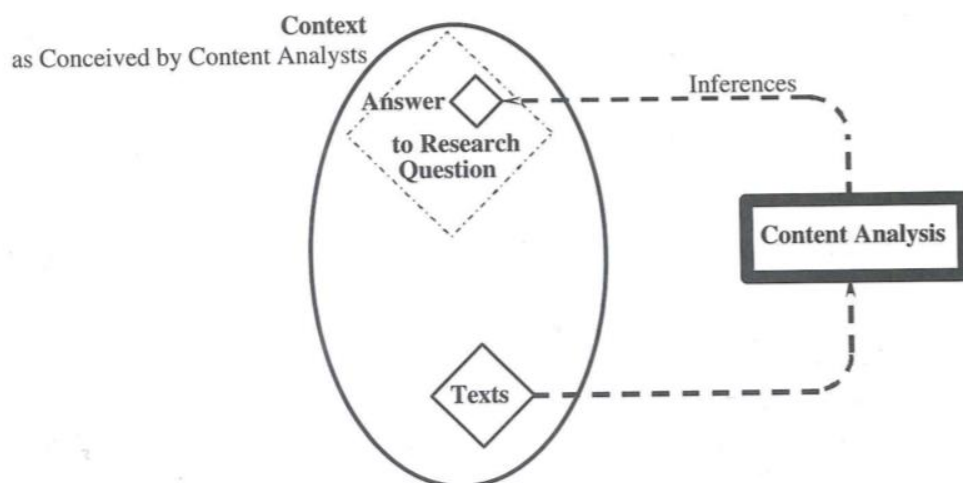 Context
as Conceived by Content Analysts
Inferences
Answer
to Research
Question
Content Analysis
Texts